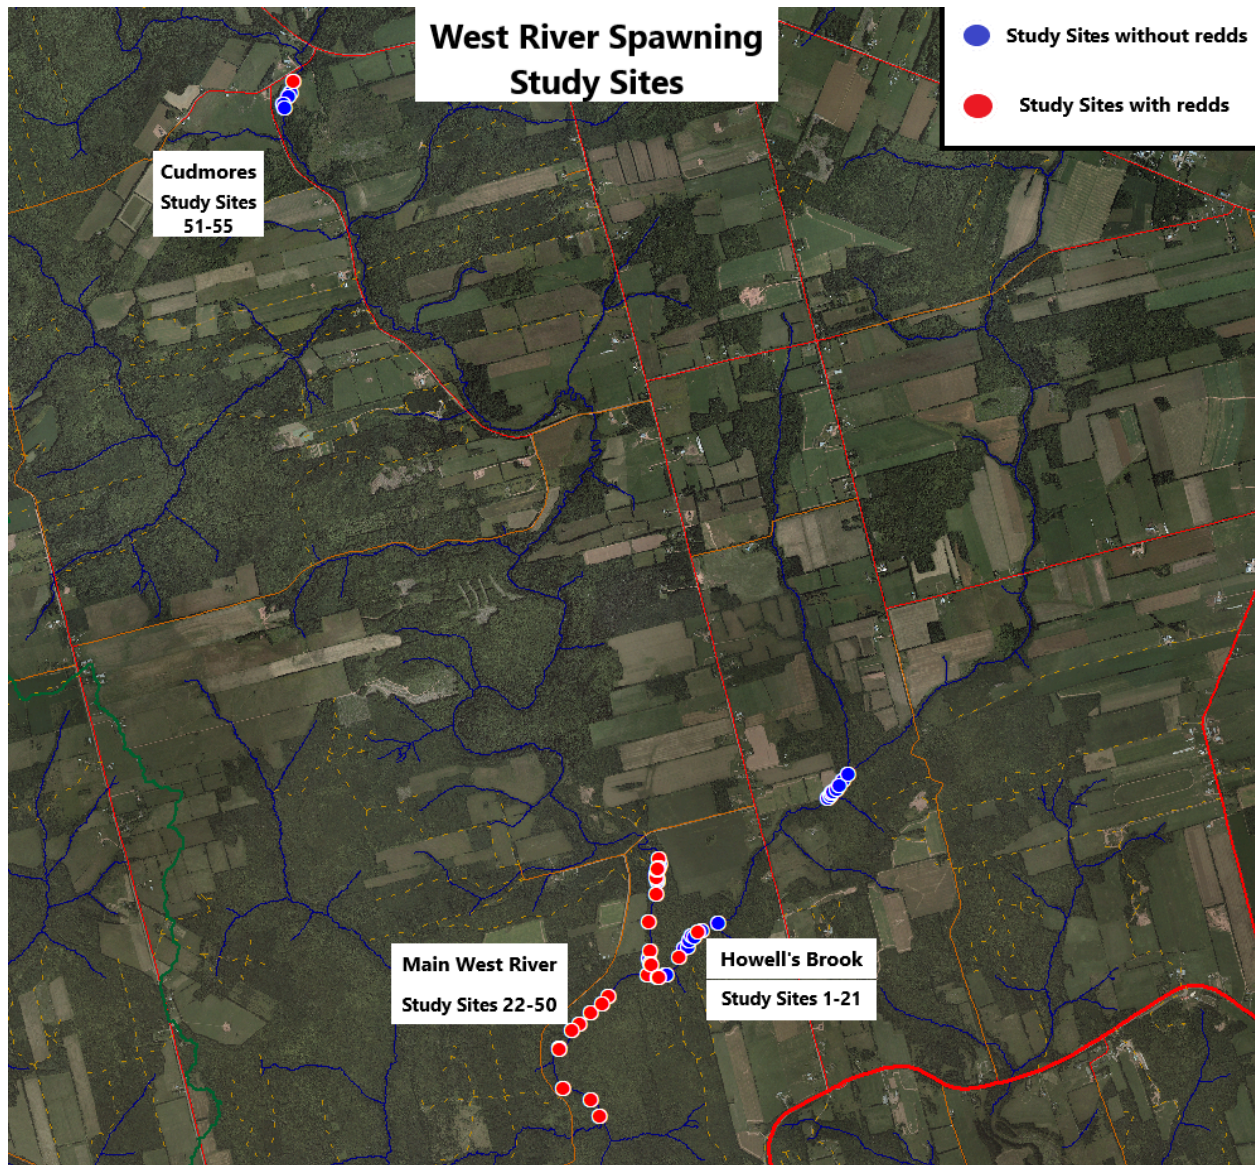 West River Spawning
Study Sites
Study Sites without redds
Study Sites with redds
Cudmores
Study Sites
51-55
Main West River
Study Sites 22-50
Howell's Brook
Study Sites 1-21